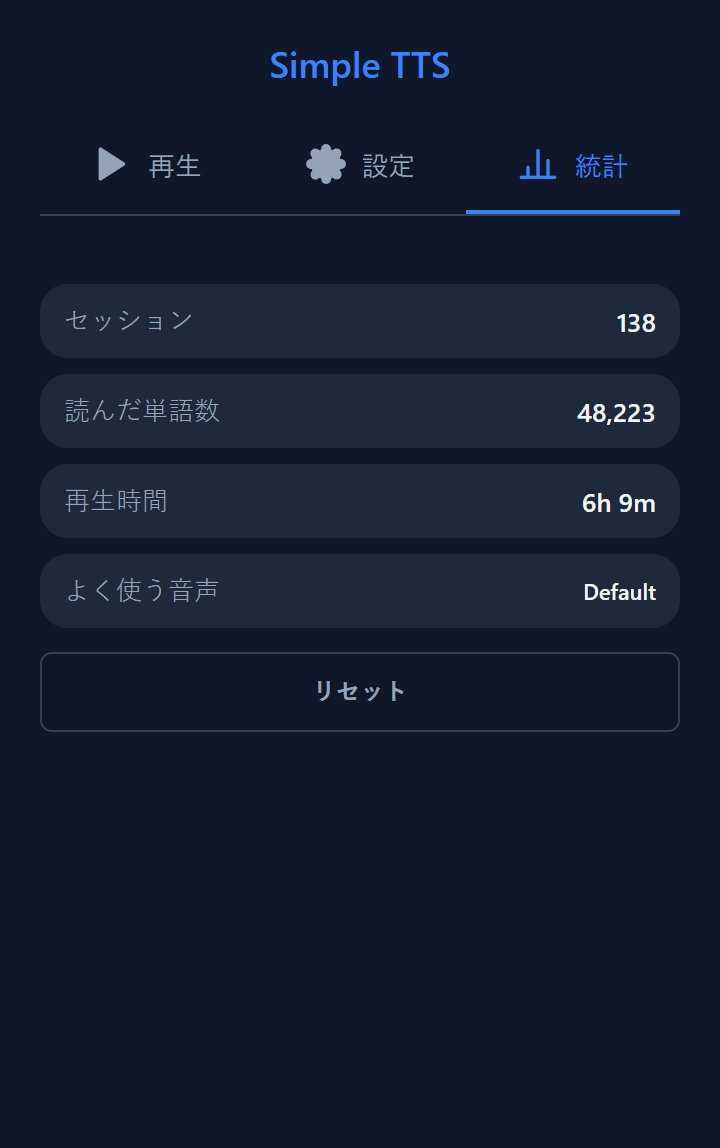 Simple TTS
再生 設定 統計
セッション 138
読んだ単語数 48,223
再生時間 6h 9m
よく使う音声 Default
リセット